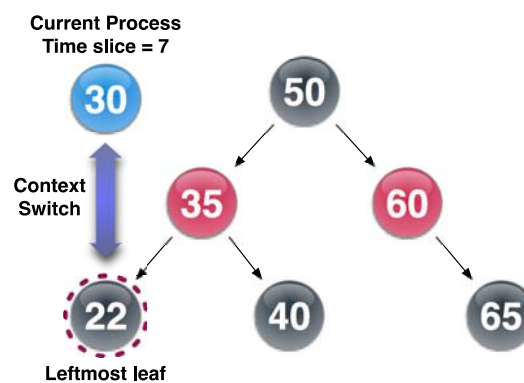 Current Process
Time slice = 7
30
50
Context
Switch
35
60
22
40
65
Leftmost leaf